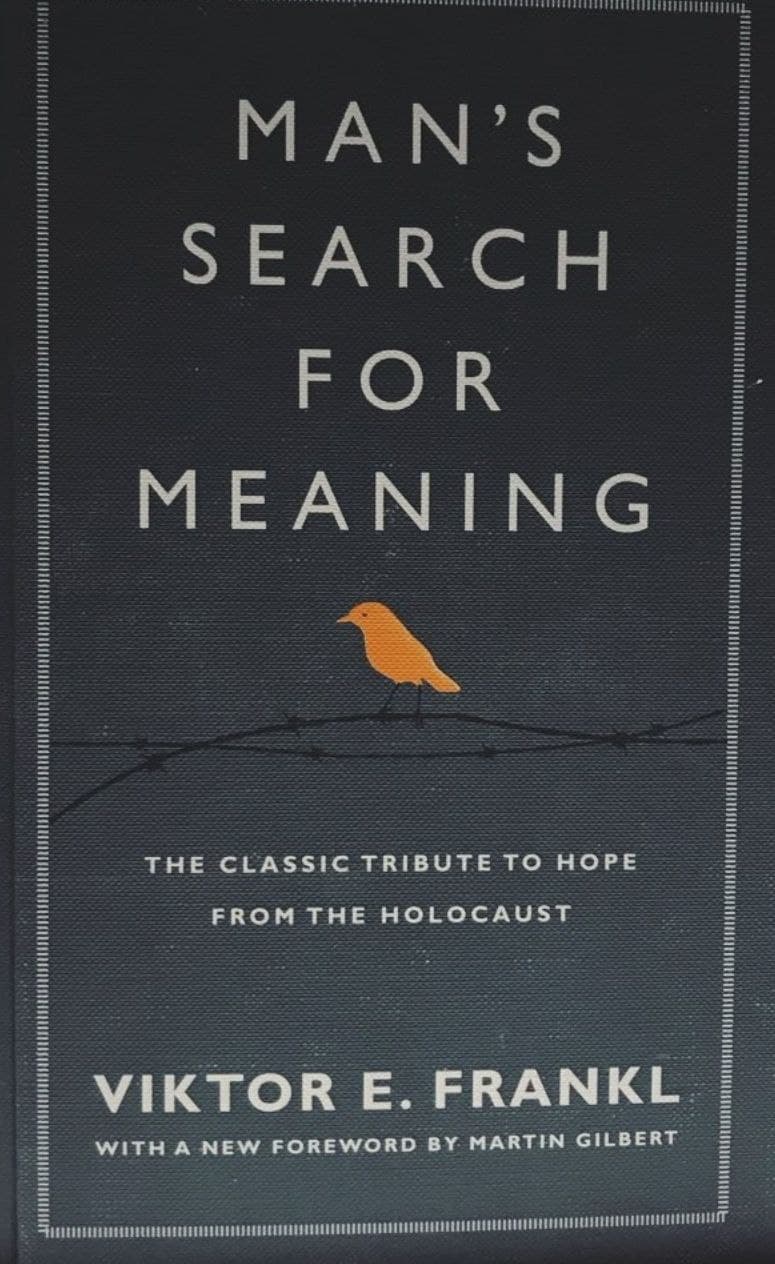 MAN'S
SEARCH
FOR
MEANING
THE CLASSIC TRIBUTE TO HOPE
FROM THE HOLOCAUST
VIKTOR E. FRANKL
WITH A NEW FOREWORD BY MARTIN GILBERT